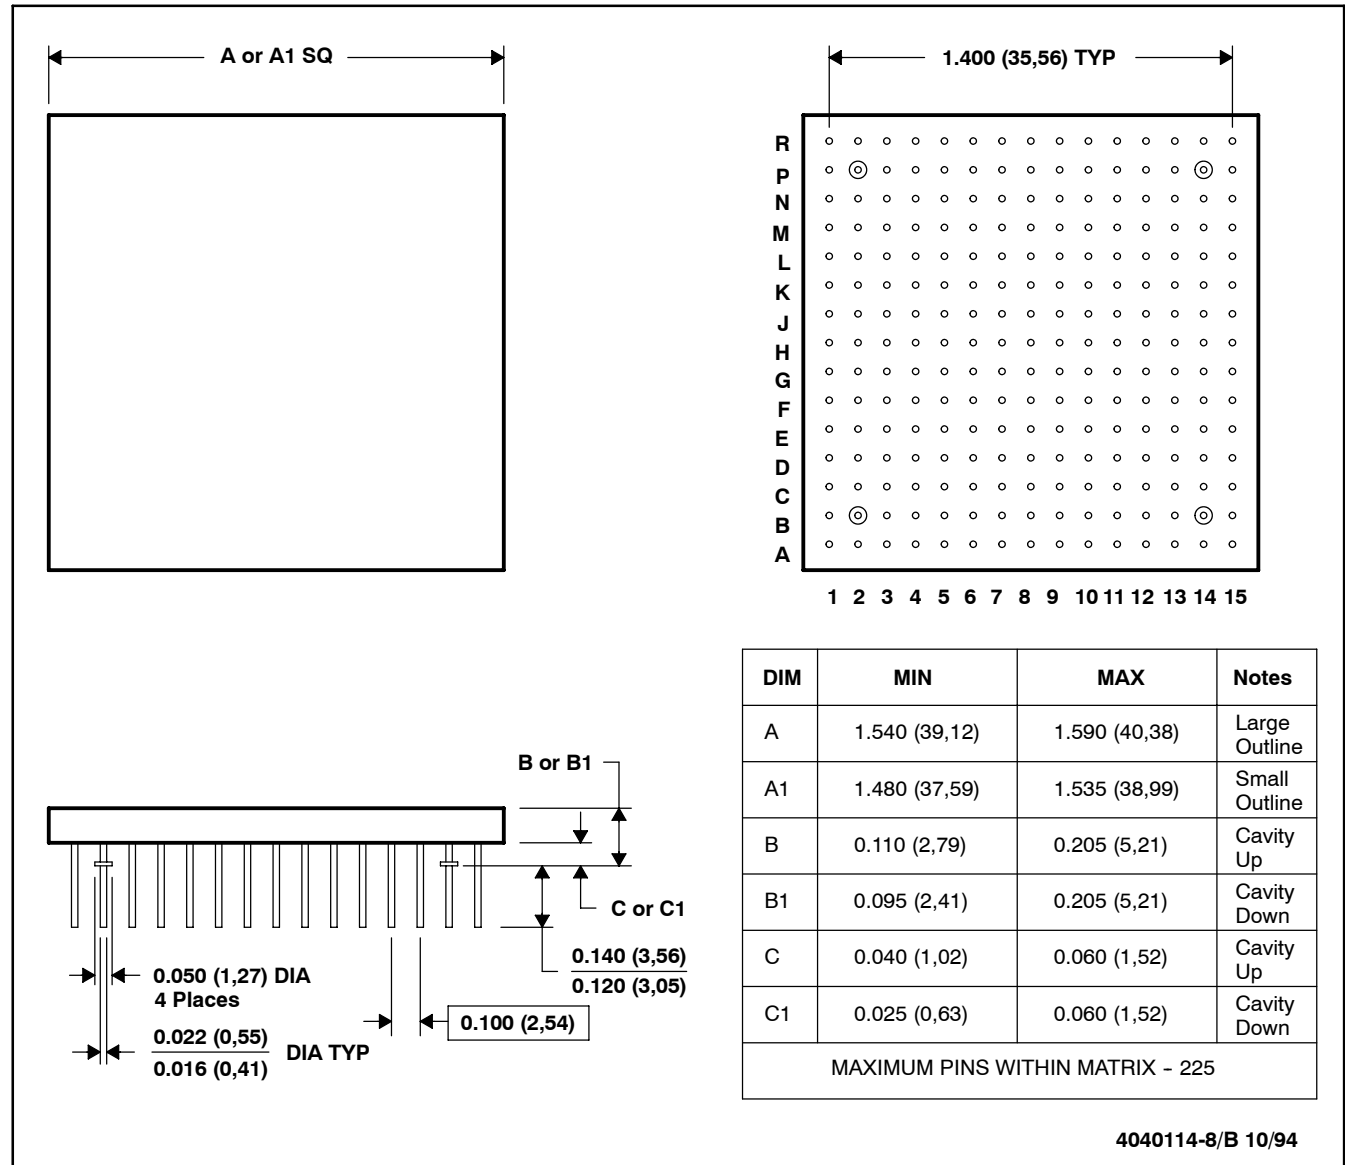 A or A1 SQ
1.400 (35,56) TYP
R
P
N
M
L
K
J
H
G
F
E
D
C
B
A
1 2 3 4 5 6 7 8 9 10 11 12 13 14 15
B or B1
C or C1
0.140 (3,56)
0.120 (3,05)
0.050 (1,27) DIA
4 Places
0.100 (2,54)
0.022 (0,55)
0.016 (0,41)
DIA TYP
DIM MIN MAX Notes
A 1.540 (39,12) 1.590 (40,38) Large Outline
A1 1.480 (37,59) 1.535 (38,99) Small Outline
B 0.110 (2,79) 0.205 (5,21) Cavity Up
B1 0.095 (2,41) 0.205 (5,21) Cavity Down
C 0.040 (1,02) 0.060 (1,52) Cavity Up
C1 0.025 (0,63) 0.060 (1,52) Cavity Down
MAXIMUM PINS WITHIN MATRIX - 225
4040114-8/B 10/94